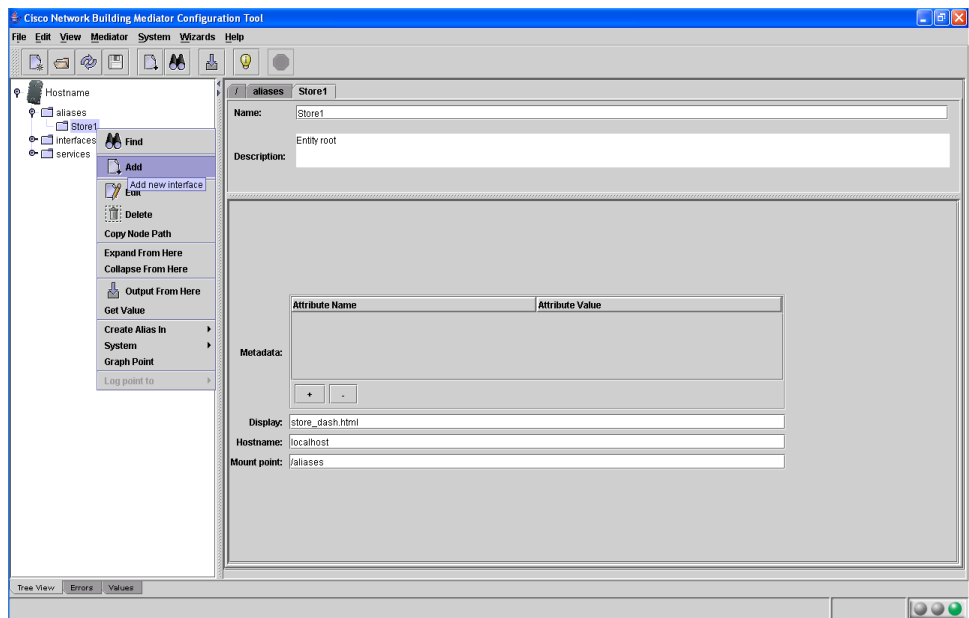 Cisco Network Building Mediator Configuration Tool
File Edit View Mediator System Wizards Help
Hostname
aliases
Store1
interfaces
services
Find
Add
Add new interface
Edit
Delete
Copy Node Path
Expand From Here
Collapse From Here
Output From Here
Get Value
Create Alias In
System
Graph Point
Log point to
/ aliases Store1
Name: Store1
Description: Entity root
Attribute Name Attribute Value
Metadata:
+ -
Display: store_dash.html
Hostname: localhost
Mount point: /aliases
Tree View Errors Values